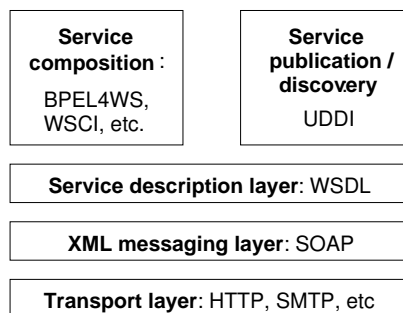 Service
composition :
BPEL4WS,
WSCI, etc.
Service
publication /
discovery
UDDI
Service description layer: WSDL
XML messaging layer: SOAP
Transport layer: HTTP, SMTP, etc